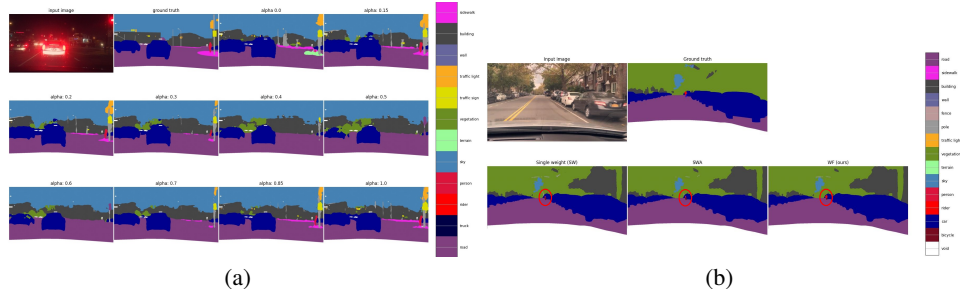 input image
ground truth
alpha 0.0
alpha: 0.15
alpha: 0.2
alpha: 0.3
alpha: 0.4
alpha: 0.5
alpha: 0.6
alpha: 0.7
alpha: 0.85
alpha: 1.0
sidewalk
building
wall
traffic light
traffic sign
vegetation
terrain
sky
person
rider
truck
road
(a)
Input image
Ground truth
Single weight (SW)
SWA
WF (ours)
road
sidewalk
building
wall
fence
pole
traffic light
vegetation
terrain
sky
person
rider
car
bicycle
void
(b)